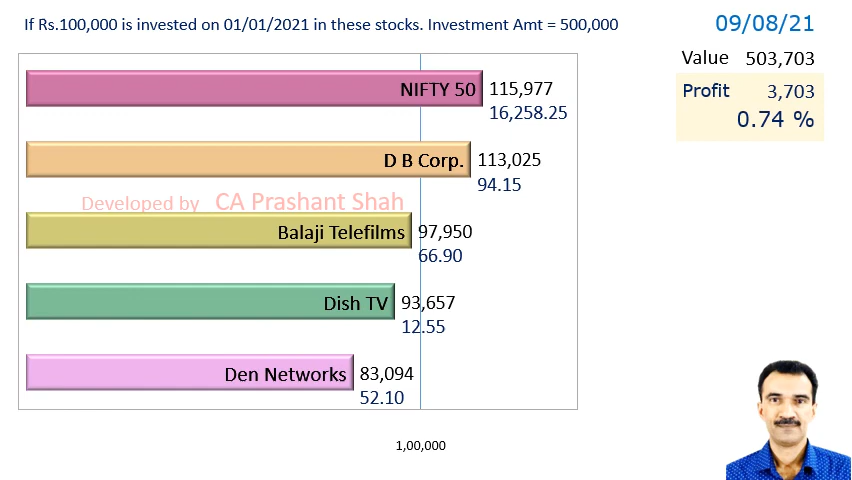 If Rs.100,000 is invested on 01/01/2021 in these stocks. Investment Amt = 500,000
09/08/21
Value 503,703
Profit 3,703
0.74 %
NIFTY 50 115,977
16,258.25
D B Corp. 113,025
94.15
Developed by CA Prashant Shah
Balaji Telefilms 97,950
66.90
Dish TV 93,657
12.55
Den Networks 83,094
52.10
1,00,000